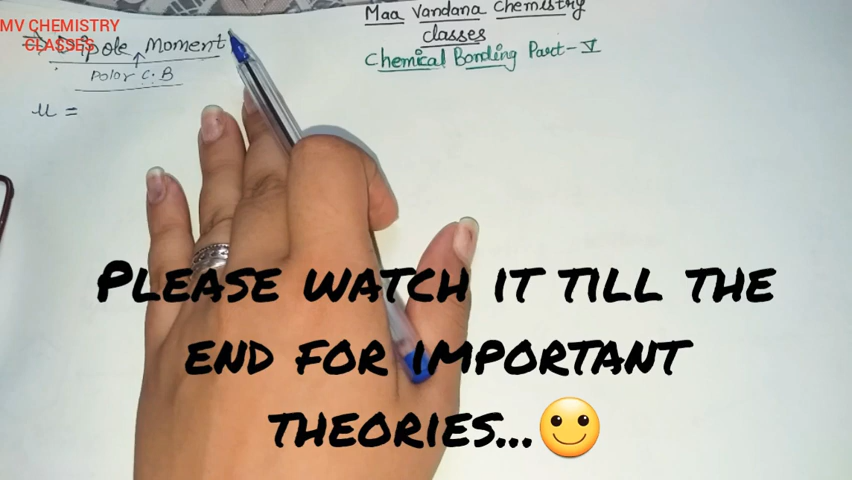 MV CHEMISTRY
CLASSES
Maa Vandana Chemistry
classes
Chemical Bonding Part-V
Dipole Moment
Polar C.B
μ =
PLEASE WATCH IT TILL THE
END FOR IMPORTANT
THEORIES...